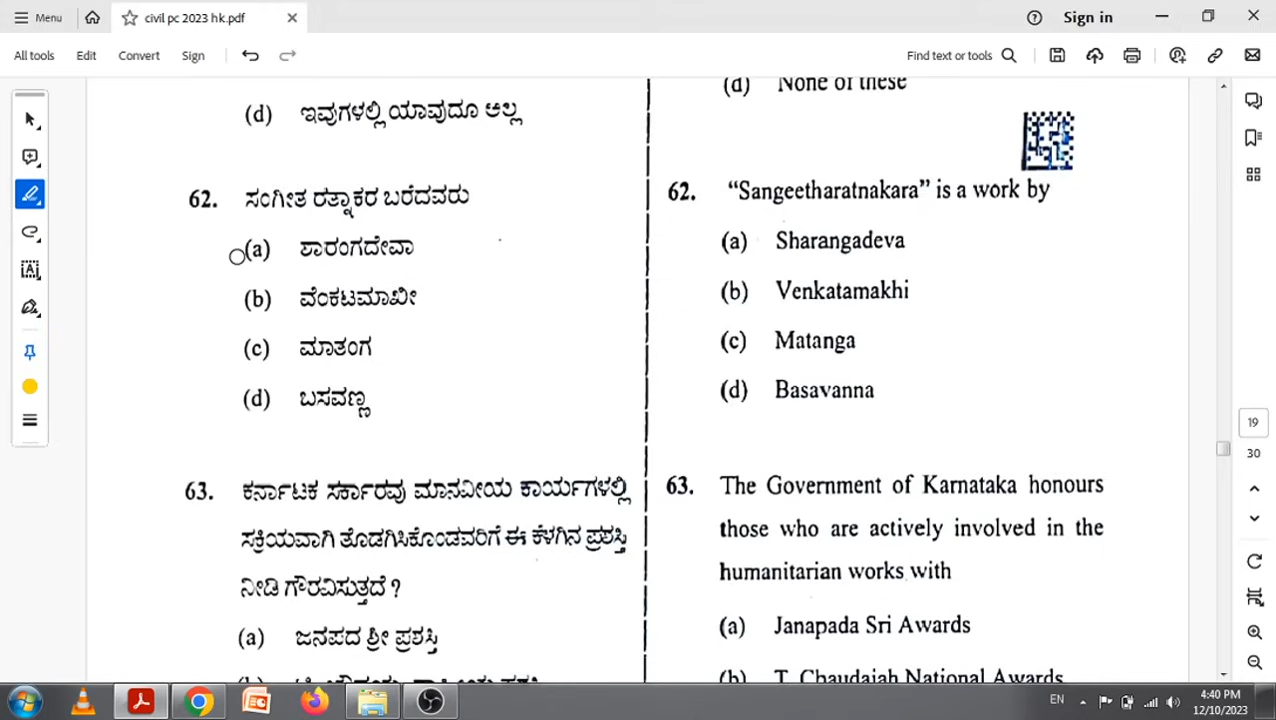 Menu
civil pc 2023 hk.pdf
Sign in
All tools Edit Convert Sign
Find text or tools
(d) ಇವುಗಳಲ್ಲಿ ಯಾವುದೂ ಅಲ್ಲ
62. ಸಂಗೀತ ರತ್ನಾಕರ ಬರೆದವರು
(a) ಶಾರಂಗದೇವಾ
(b) ವೆಂಕಟಮಾಖೀ
(c) ಮಾತಂಗ
(d) ಬಸವಣ್ಣ
63. ಕರ್ನಾಟಕ ಸರ್ಕಾರವು ಮಾನವೀಯ ಕಾರ್ಯಗಳಲ್ಲಿ
ಸಕ್ರಿಯವಾಗಿ ತೊಡಗಿಸಿಕೊಂಡವರಿಗೆ ಈ ಕೆಳಗಿನ ಪ್ರಶಸ್ತಿ
ನೀಡಿ ಗೌರವಿಸುತ್ತದೆ ?
(a) ಜನಪದ ಶ್ರೀ ಪ್ರಶಸ್ತಿ
(d) None of these
62. “Sangeetharatnakara” is a work by
(a) Sharangadeva
(b) Venkatamakhi
(c) Matanga
(d) Basavanna
63. The Government of Karnataka honours
those who are actively involved in the
humanitarian works with
(a) Janapada Sri Awards
(b) T. Chaudaiah National Awards
19
30
EN
4:40 PM
12/10/2023